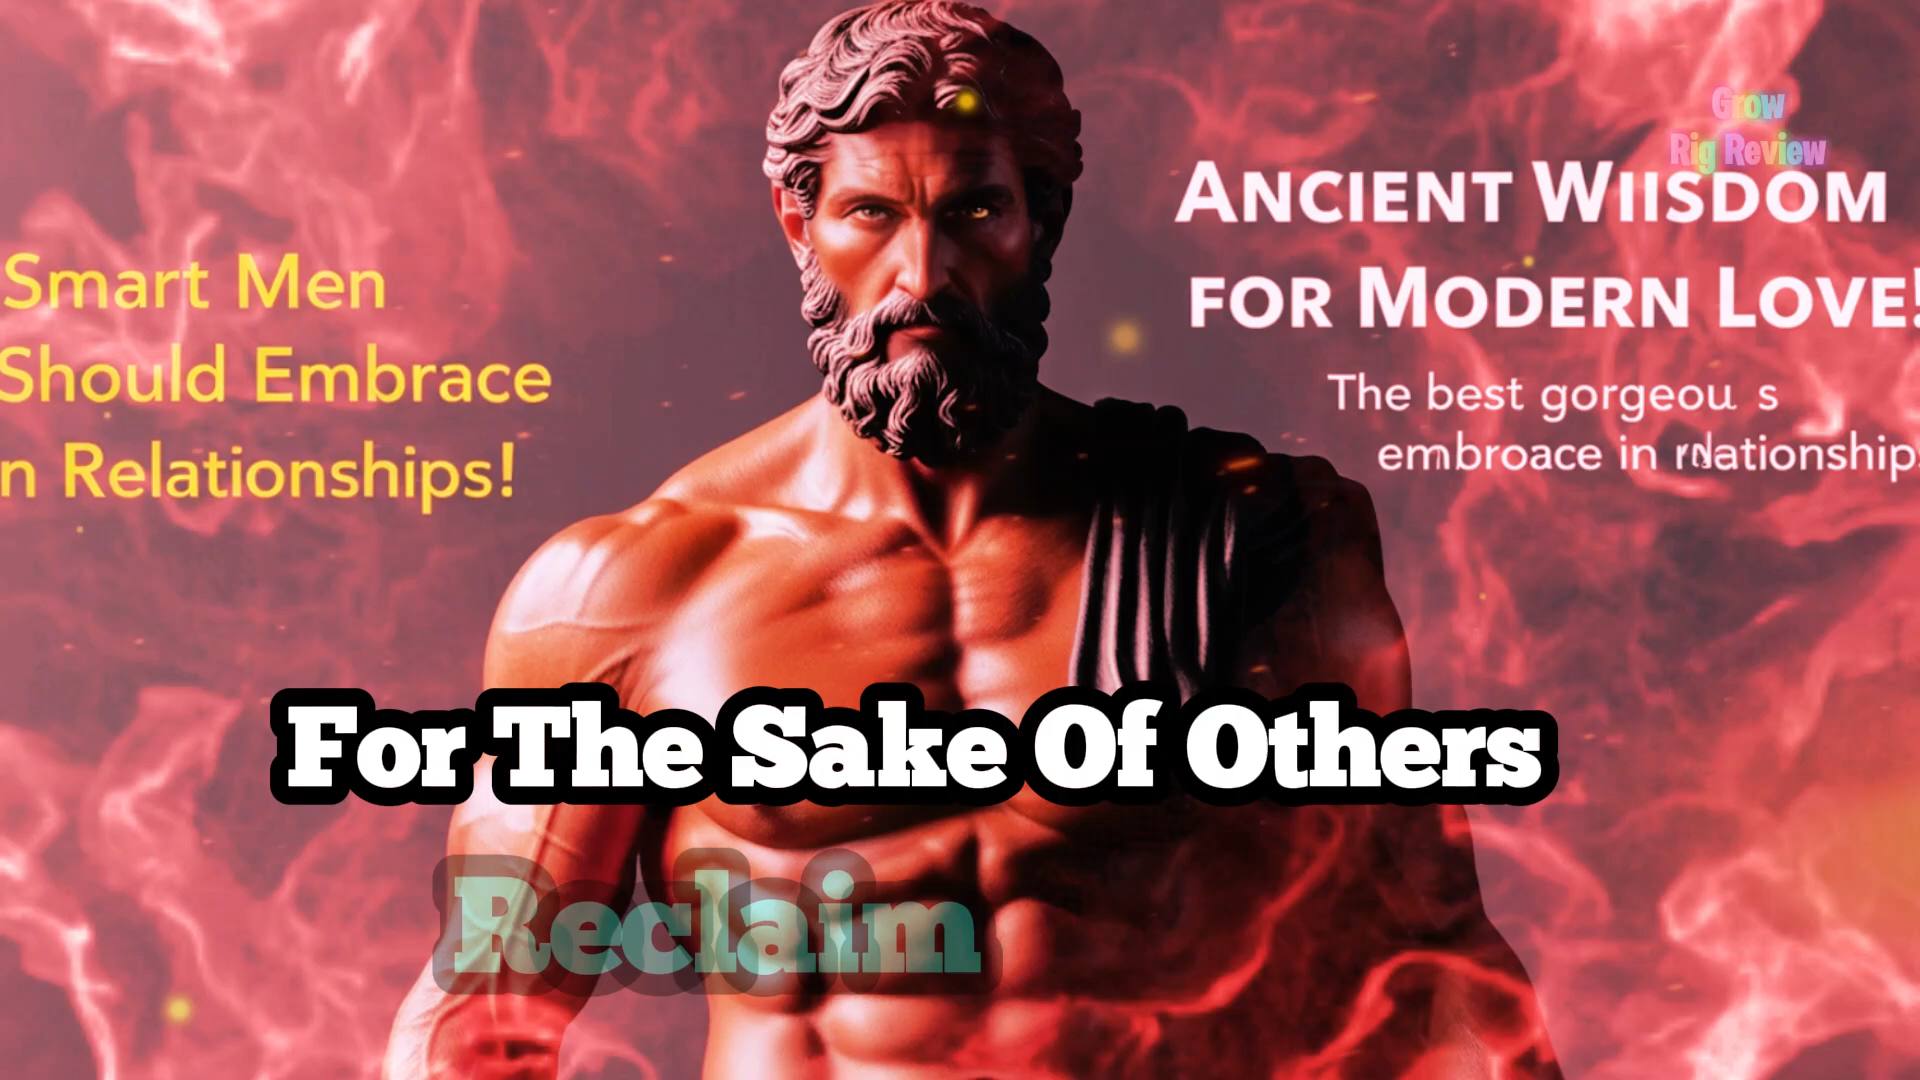 Grow
Rig Review
Smart Men
Should Embrace
n Relationships!
ANCIENT WIISDOM
FOR MODERN LOVE!
The best gorgeou s
embroace in
For The Sake Of Others
Reclaim